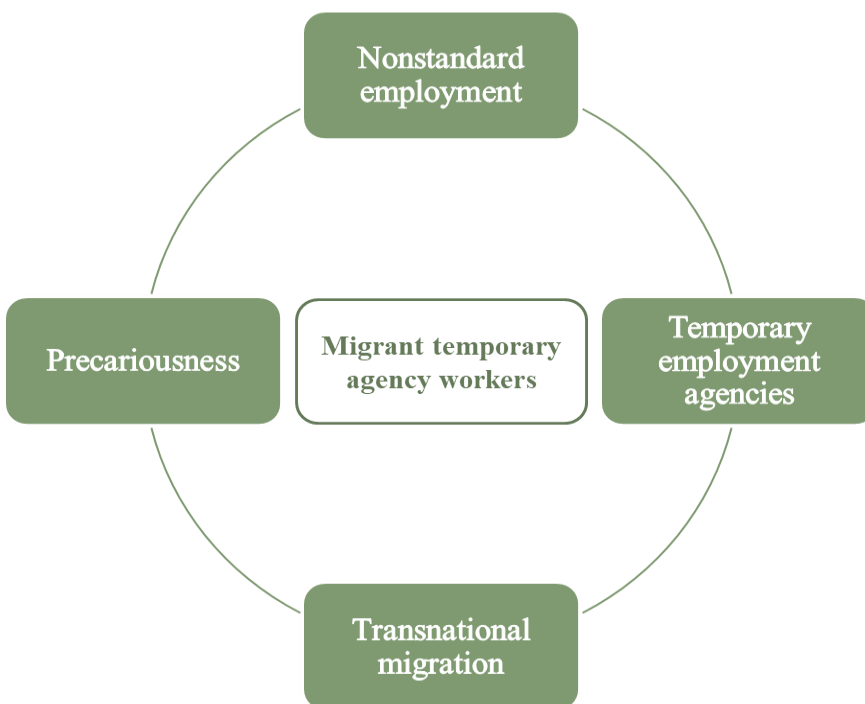 Nonstandard
employment
Precariousness
Migrant temporary
agency workers
Temporary
employment
agencies
Transnational
migration